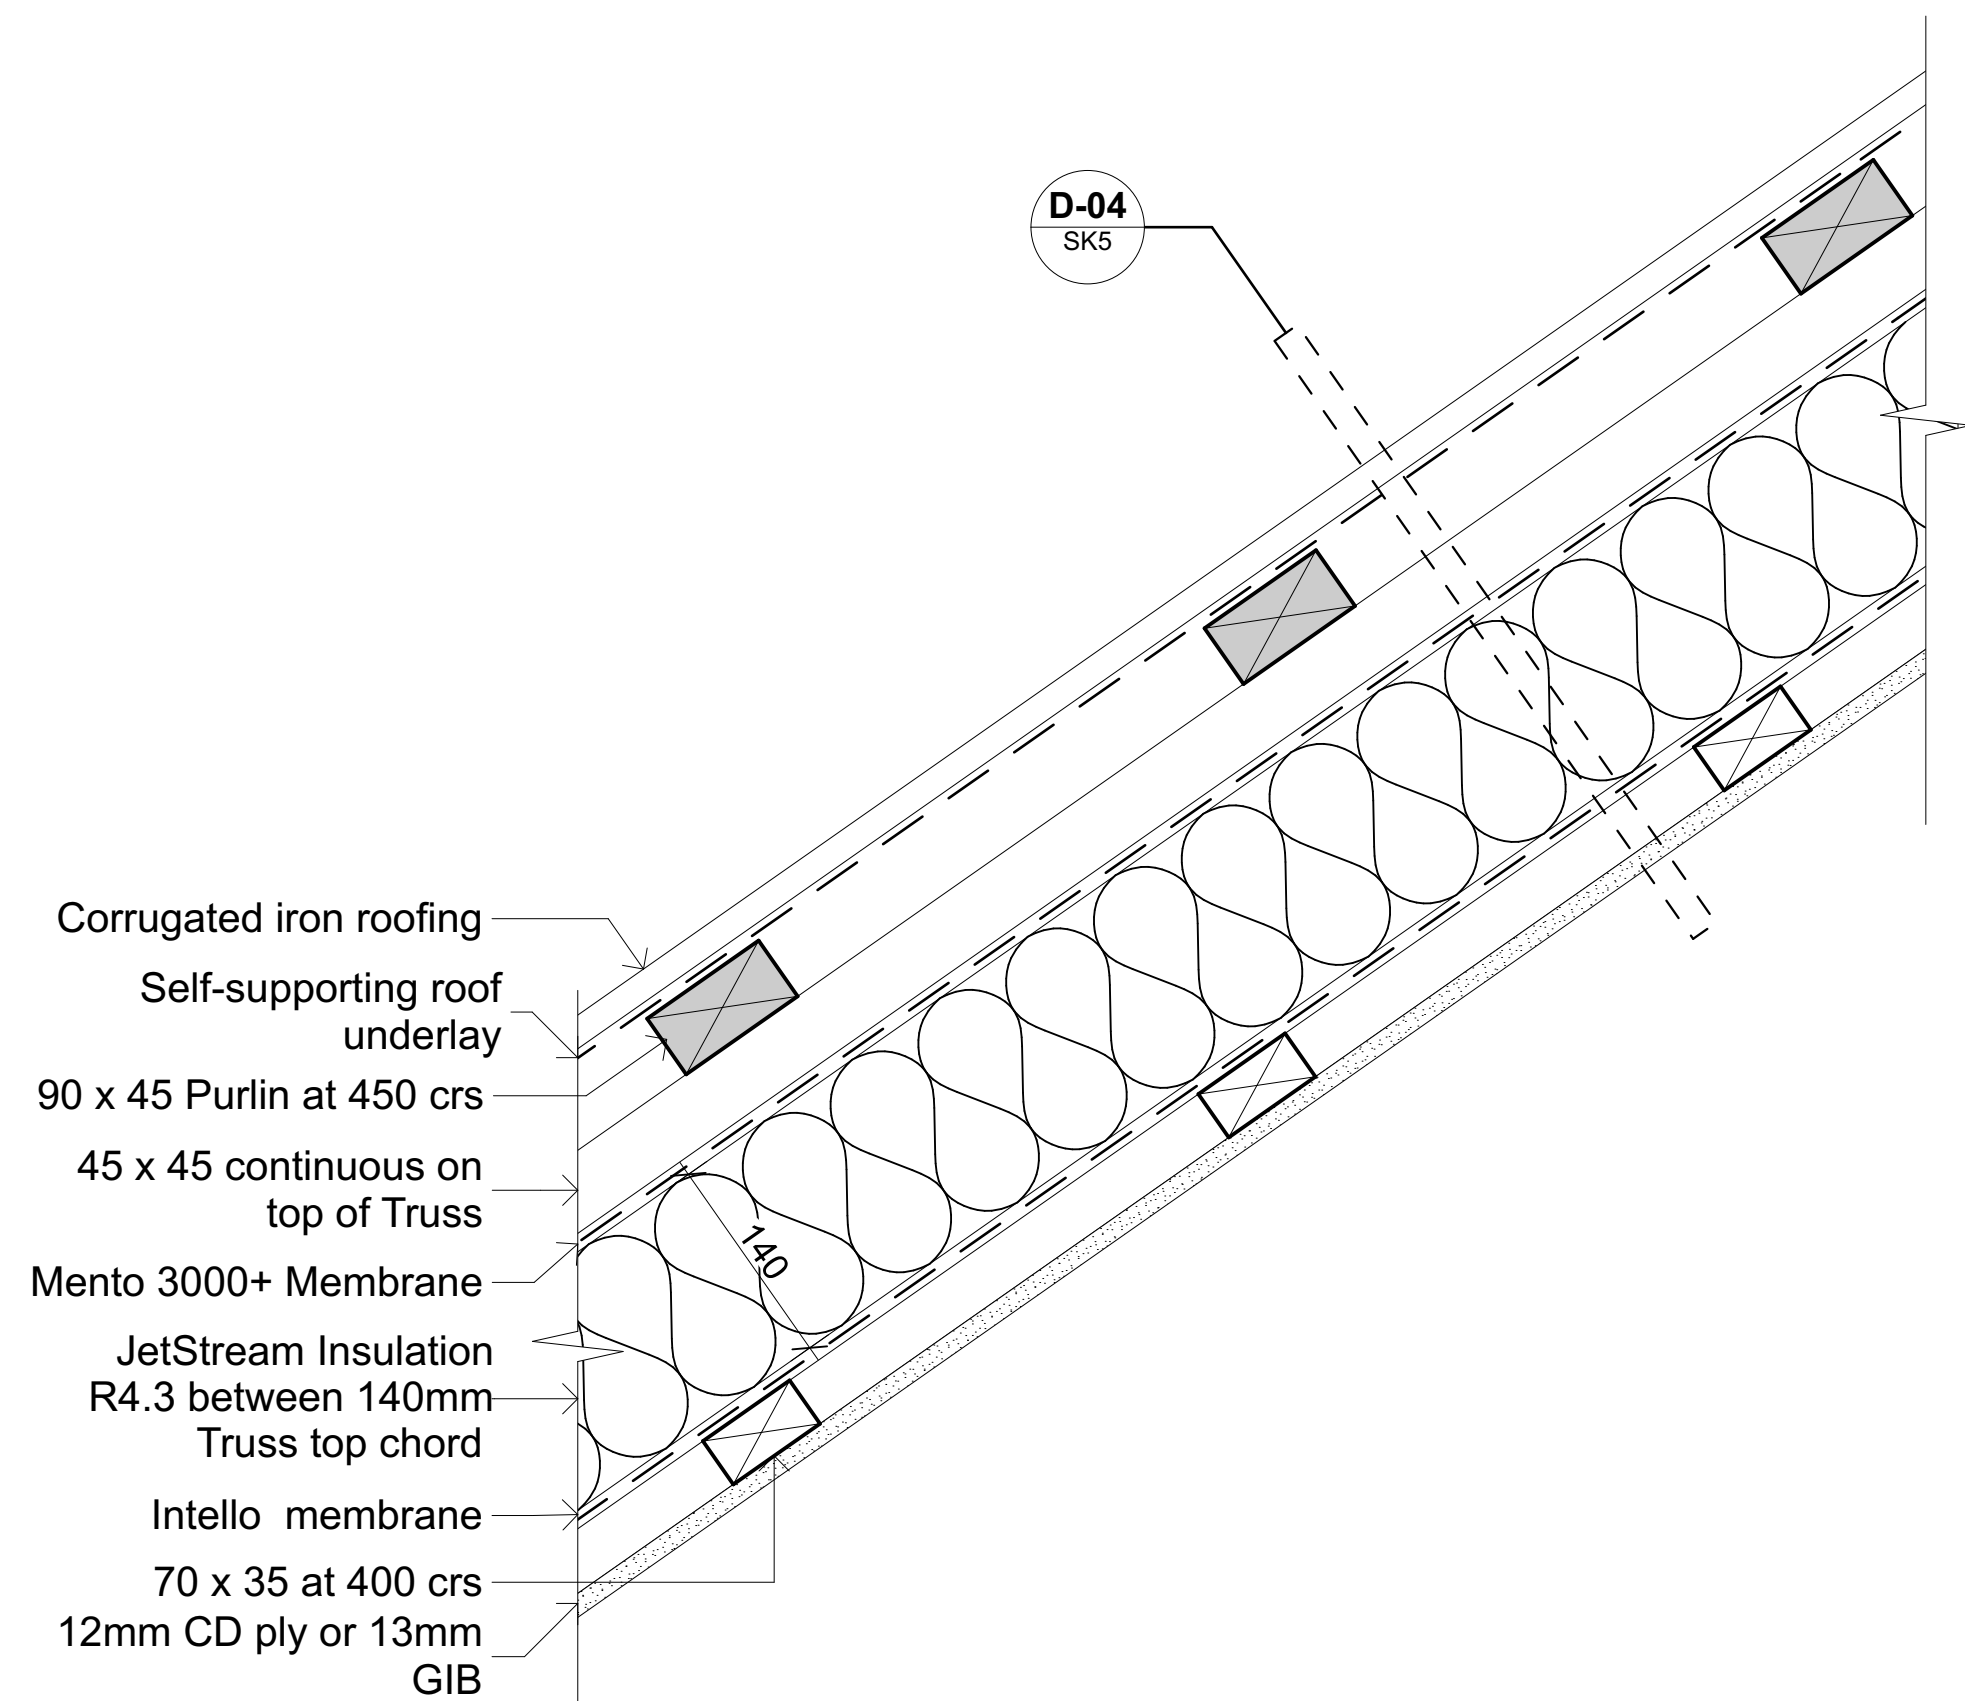 D-04
SK5
Corrugated iron roofing
Self-supporting roof
underlay
90 x 45 Purlin at 450 crs
45 x 45 continuous on
top of Truss
Mento 3000+ Membrane
140
JetStream Insulation
R4.3 between 140mm
Truss top chord
Intello membrane
70 x 35 at 400 crs
12mm CD ply or 13mm
GIB